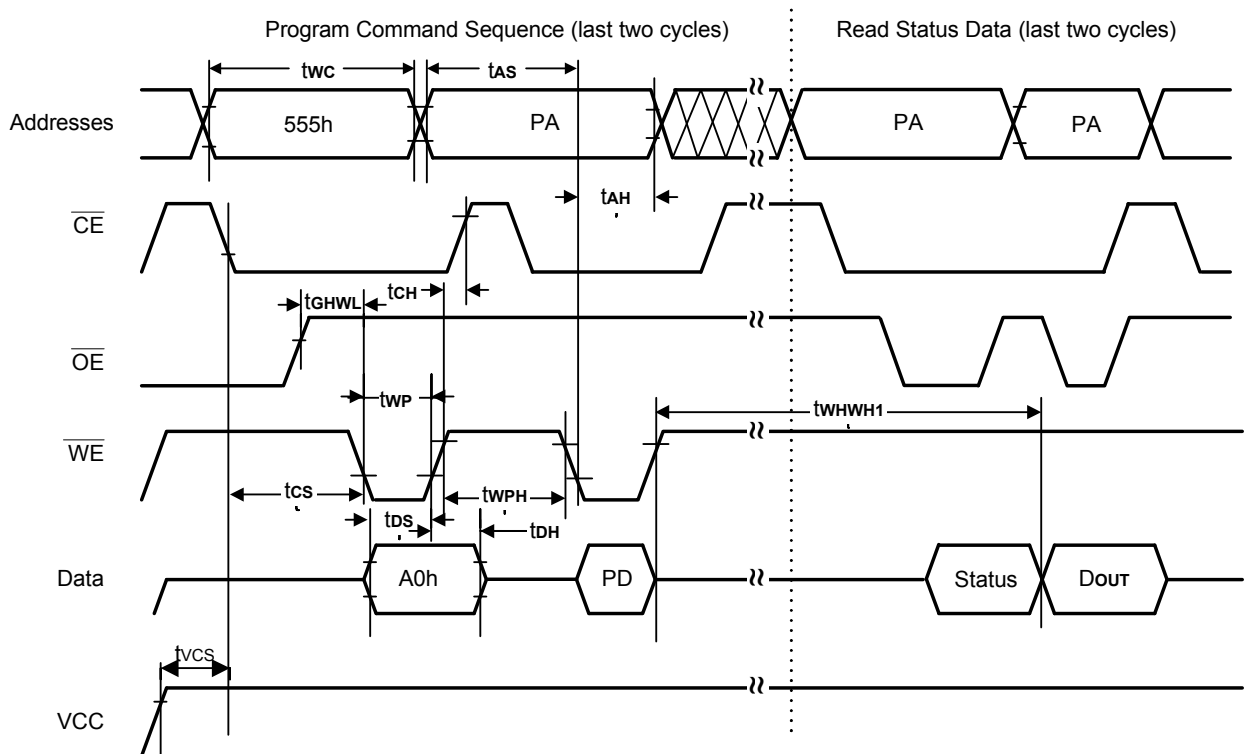 Program Command Sequence (last two cycles) Read Status Data (last two cycles)
tWC tAS
Addresses 555h PA PA PA
tAH
CE
tGHWL tCH
OE
tWP tWHWH1
WE
tCS tWPH
tDS tDH
Data A0h PD Status DOUT
tVCS
VCC